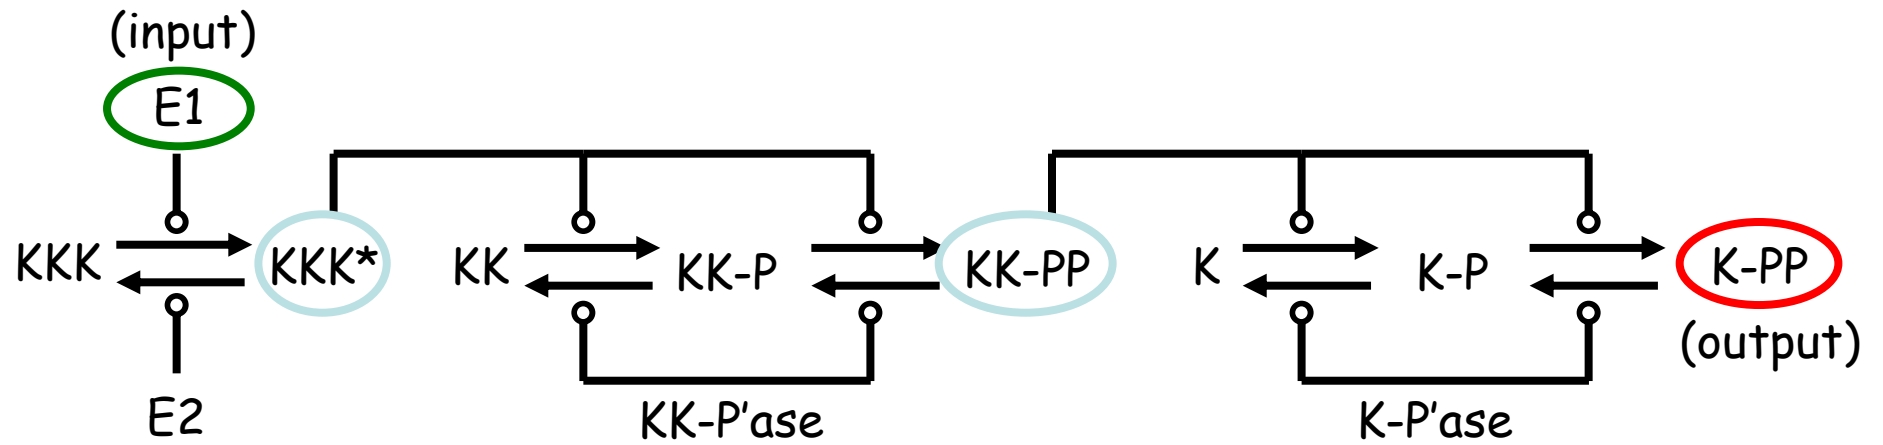 (input)
E1
KKK
KKK*
KK
KK-P
KK-PP
K
K-P
K-PP
(output)
E2
KK-P'ase
K-P'ase